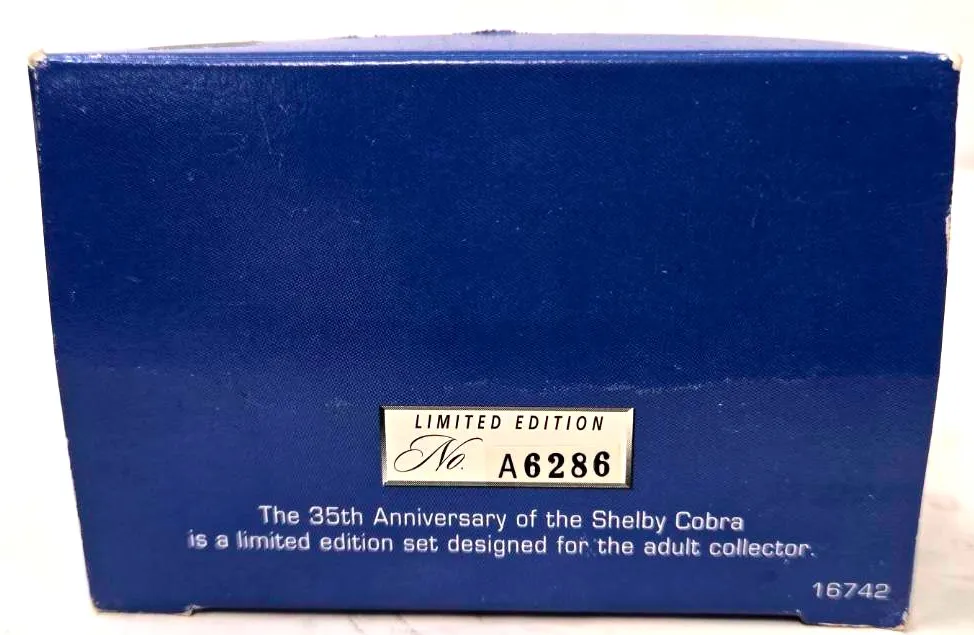 LIMITED EDITION
No. A6286
The 35th Anniversary of the Shelby Cobra
is a limited edition set designed for the adult collector.
16742